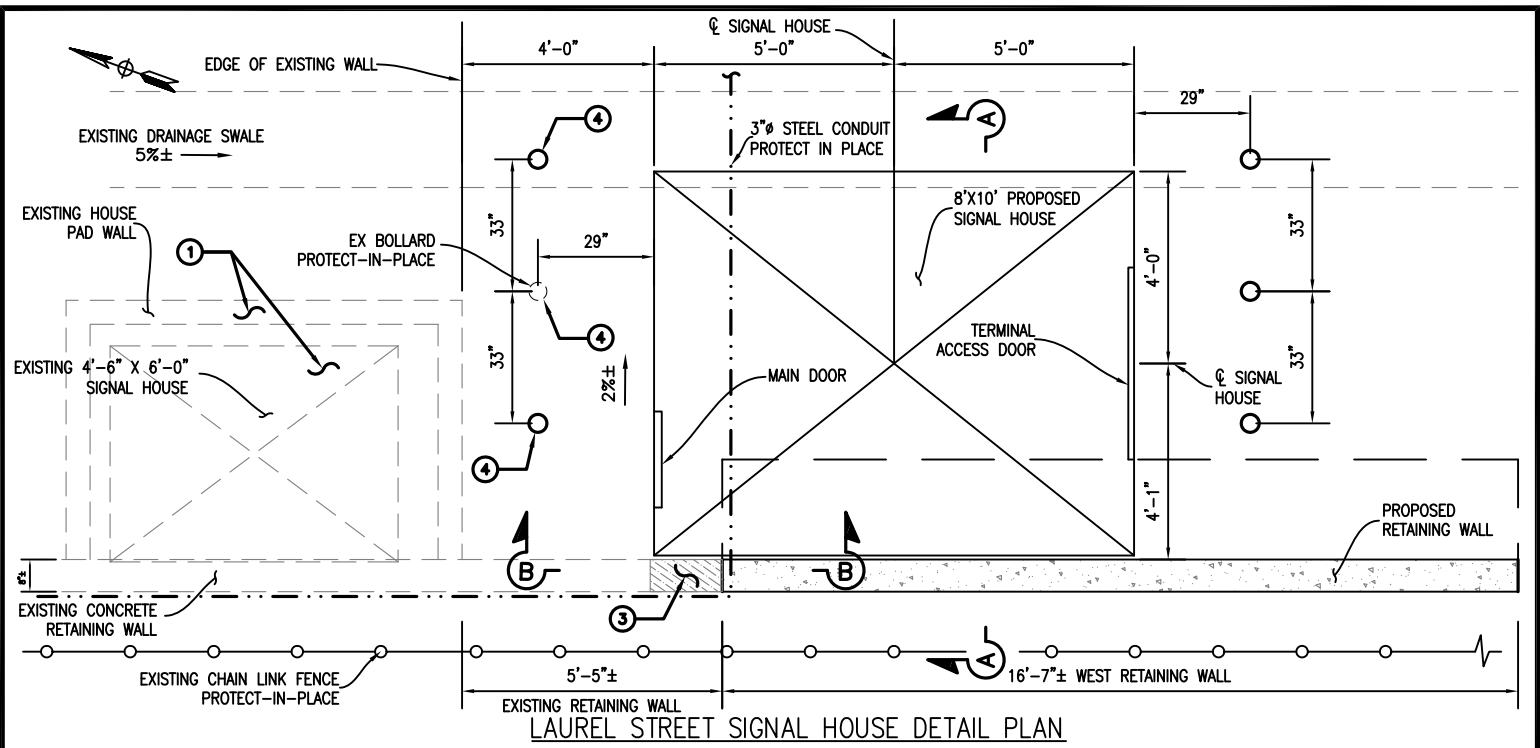 ℄ SIGNAL HOUSE
4'-0"
5'-0"
5'-0"
EDGE OF EXISTING WALL
29"
4
A
EXISTING DRAINAGE SWALE
5%±
3"ø STEEL CONDUIT
PROTECT IN PLACE
EXISTING HOUSE
PAD WALL
1
33"
8'X10' PROPOSED
SIGNAL HOUSE
33"
EX BOLLARD
PROTECT-IN-PLACE
29"
4'-0"
4
33"
TERMINAL
ACCESS DOOR
33"
EXISTING 4'-6" X 6'-0"
SIGNAL HOUSE
2%±
MAIN DOOR
℄ SIGNAL
HOUSE
4
4'-1"
PROPOSED
RETAINING WALL
8"±
B
B
EXISTING CONCRETE
RETAINING WALL
3
EXISTING CHAIN LINK FENCE
PROTECT-IN-PLACE
A
5'-5"±
EXISTING RETAINING WALL
16'-7"± WEST RETAINING WALL
LAUREL STREET SIGNAL HOUSE DETAIL PLAN